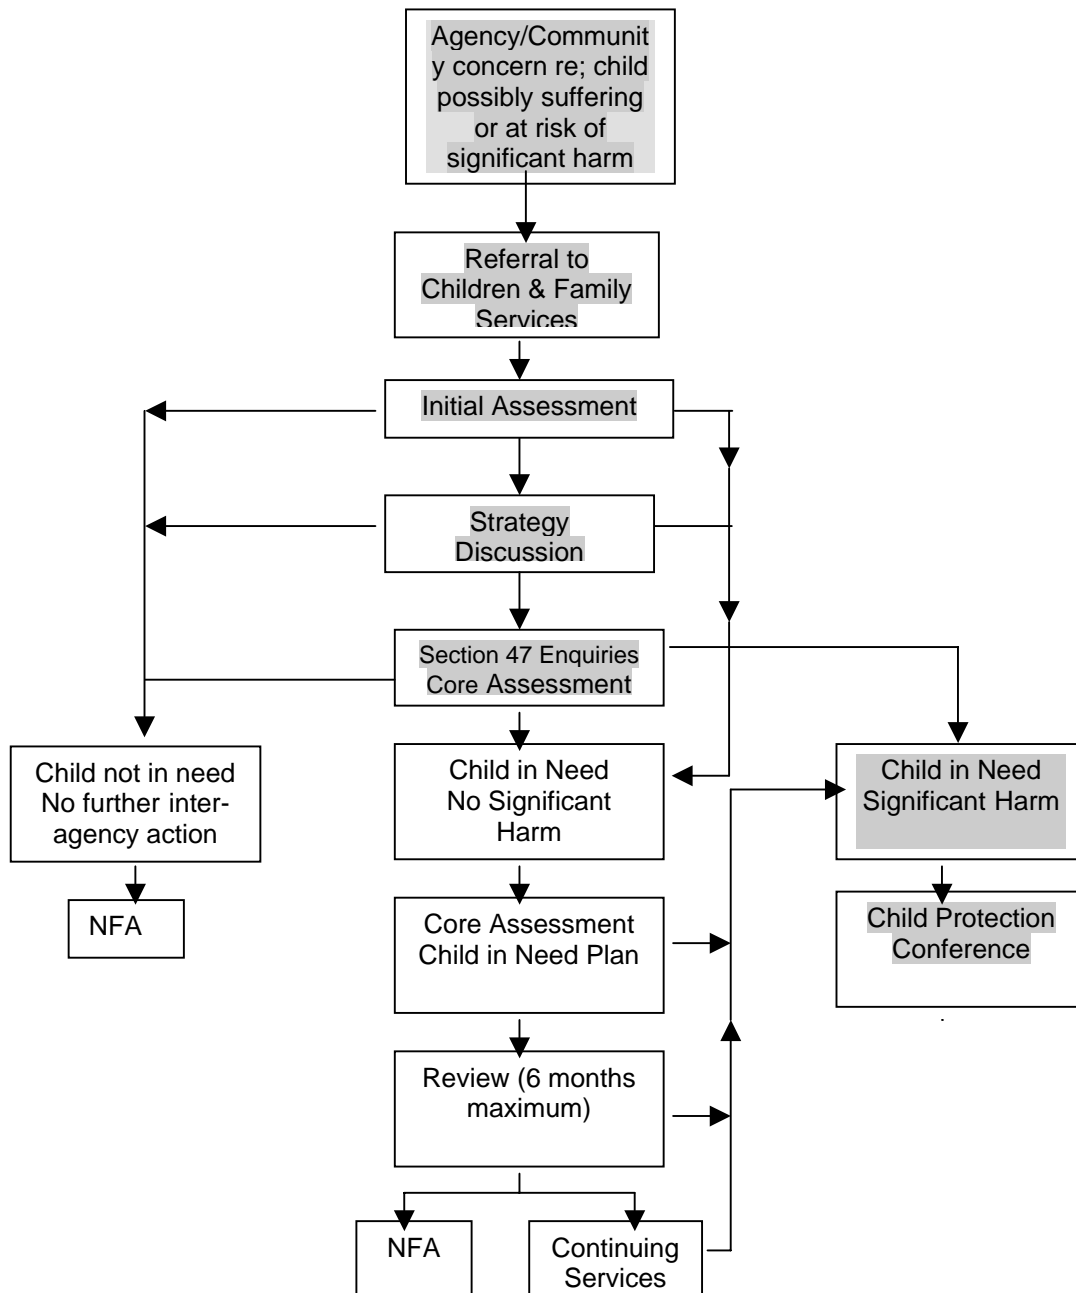 Agency/Communit
y concern re; child
possibly suffering
or at risk of
significant harm
Referral to
Children & Family
Services
Initial Assessment
Strategy
Discussion
Section 47 Enquiries
Core Assessment
Child not in need
No further inter-
agency action
NFA
Child in Need
No Significant
Harm
Child in Need
Significant Harm
Child Protection
Conference
.
Core Assessment
Child in Need Plan
Review (6 months
maximum)
NFA
Continuing
Services